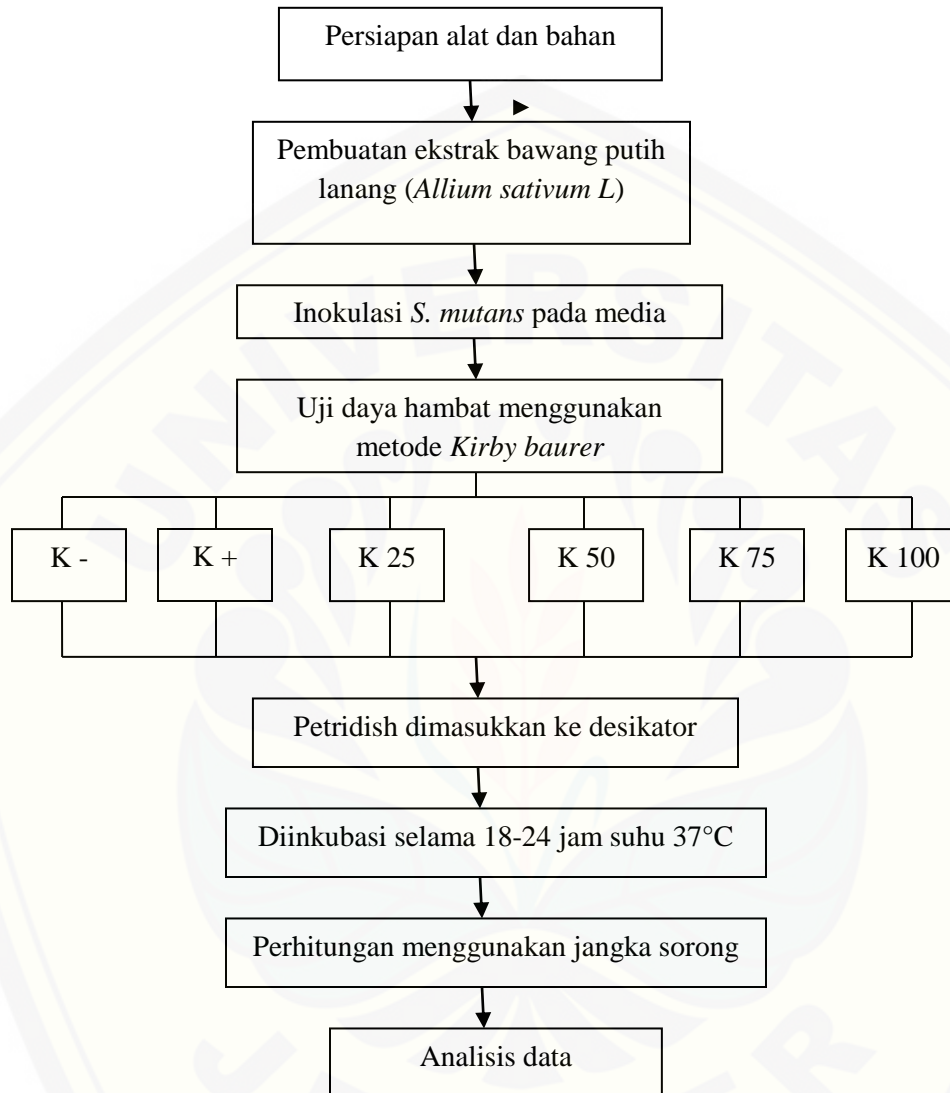 Persiapan alat dan bahan
Pembuatan ekstrak bawang putih
lanang (Allium sativum L)
Inokulasi S. mutans pada media
Uji daya hambat menggunakan
metode Kirby baurer
K -
K +
K 25
K 50
K 75
K 100
Petridish dimasukkan ke desikator
Diinkubasi selama 18-24 jam suhu 37°C
Perhitungan menggunakan jangka sorong
Analisis data
UNIVERSITAS